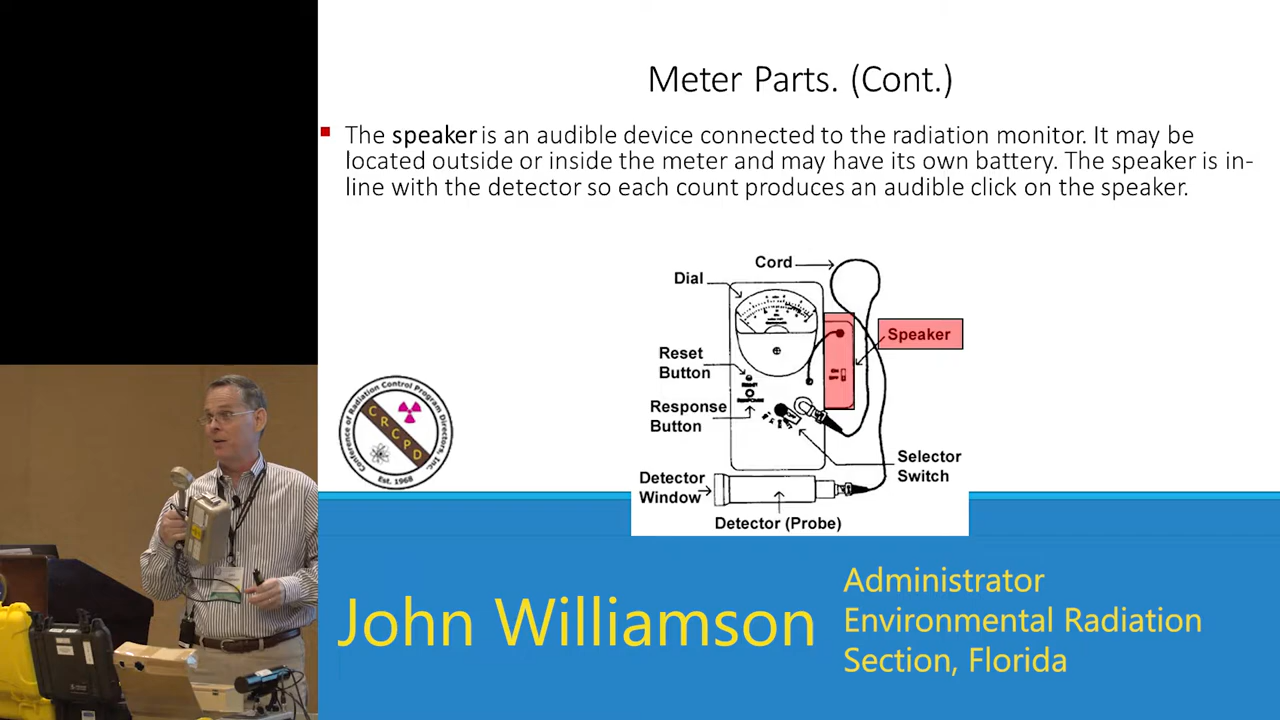 Meter Parts. (Cont.)
The speaker is an audible device connected to the radiation monitor. It may be
located outside or inside the meter and may have its own battery. The speaker is in-
line with the detector so each count produces an audible click on the speaker.
Cord
Dial
Speaker
Reset
Button
Response
Button
Selector
Switch
Detector
Window
Detector (Probe)
Conference of Radiation Control Program Directors, Inc.
CRCPD
Est. 1968
John Williamson
Administrator
Environmental Radiation
Section, Florida